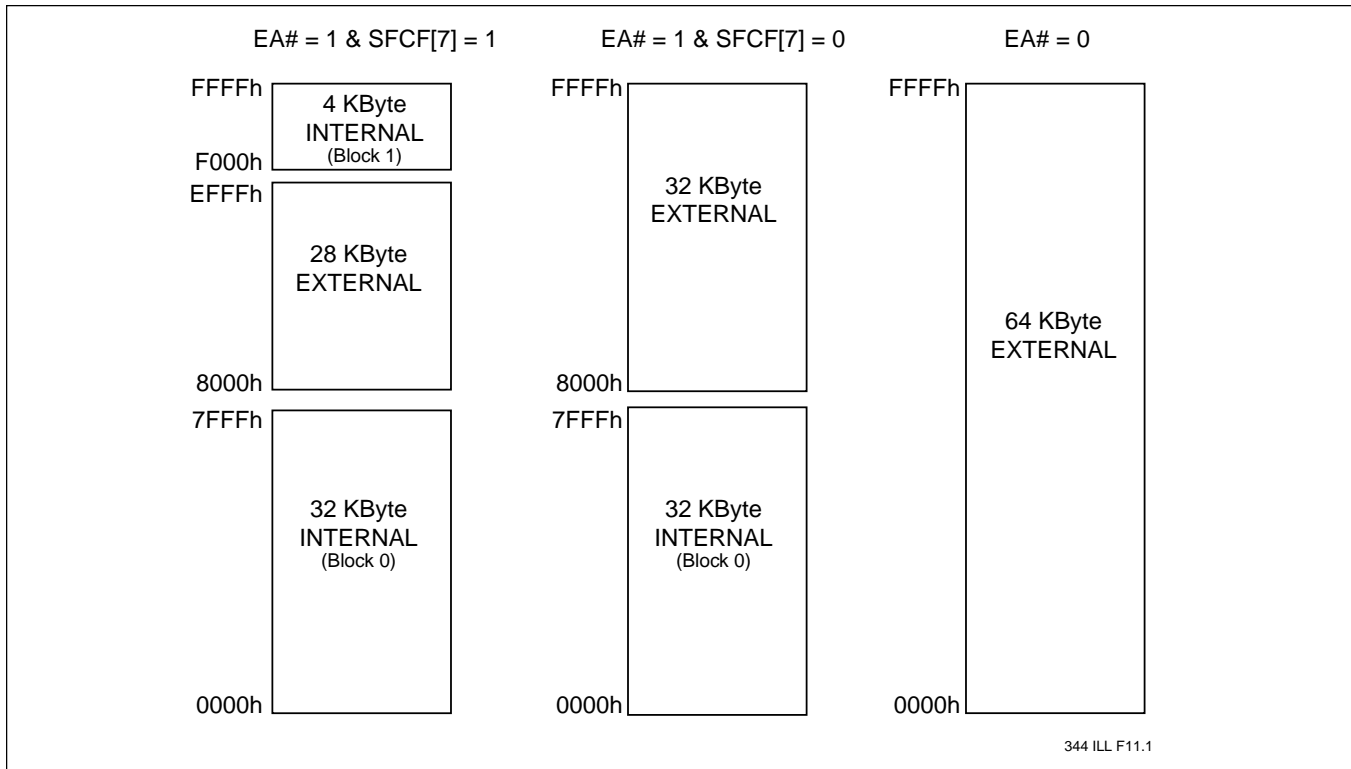 EA# = 1 & SFCF[7] = 1
FFFFh
4 KByte
INTERNAL
(Block 1)
F000h
EFFFh
28 KByte
EXTERNAL
8000h
7FFFh
32 KByte
INTERNAL
(Block 0)
0000h
EA# = 1 & SFCF[7] = 0
FFFFh
32 KByte
EXTERNAL
8000h
7FFFh
32 KByte
INTERNAL
(Block 0)
0000h
EA# = 0
FFFFh
64 KByte
EXTERNAL
0000h
344 ILL F11.1